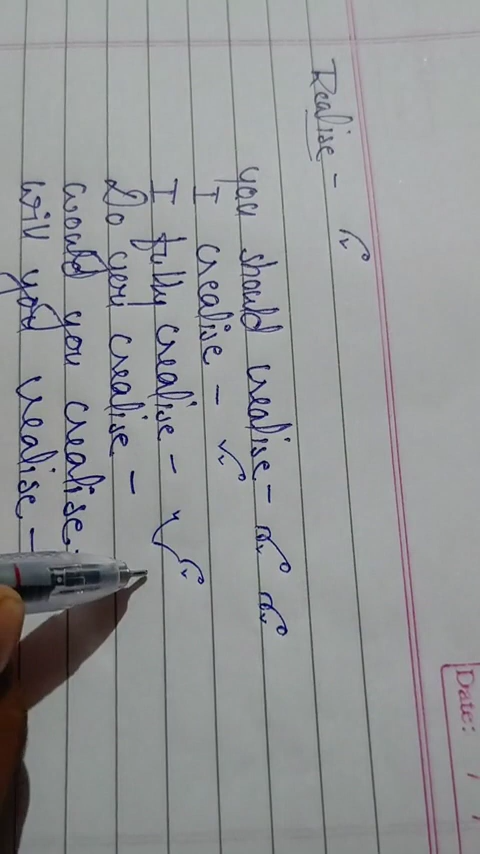 Date: / /
Realise -
you should realise -
I realise -
I fully realise -
Do you realise -
would you realise.
will you realise -